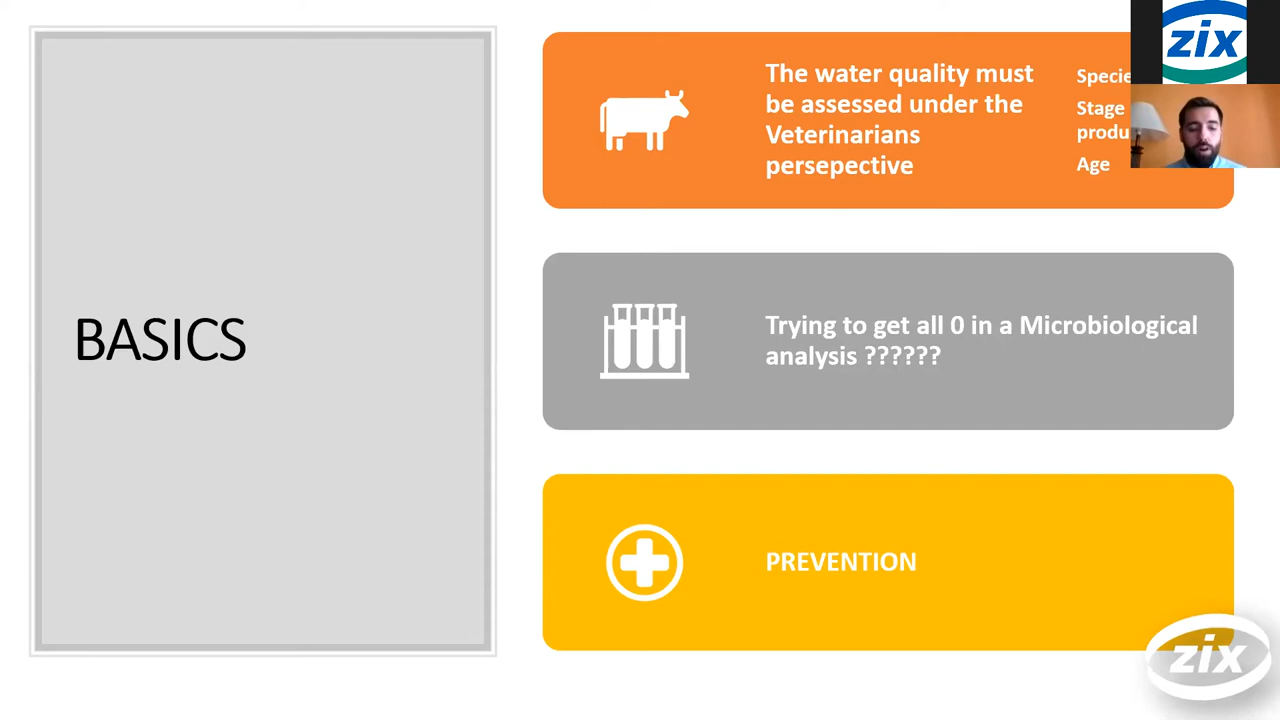 BASICS
The water quality must
be assessed under the
Veterinarians
persepective
Stage
Age
Trying to get all 0 in a Microbiological
analysis ??????
PREVENTION
zix
zix